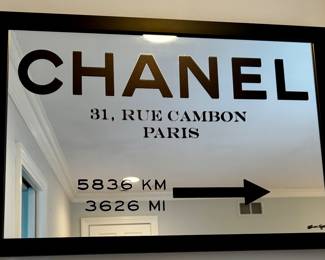 CHANEL
31, RUE CAMBON
PARIS
5836 KM
3626 MI